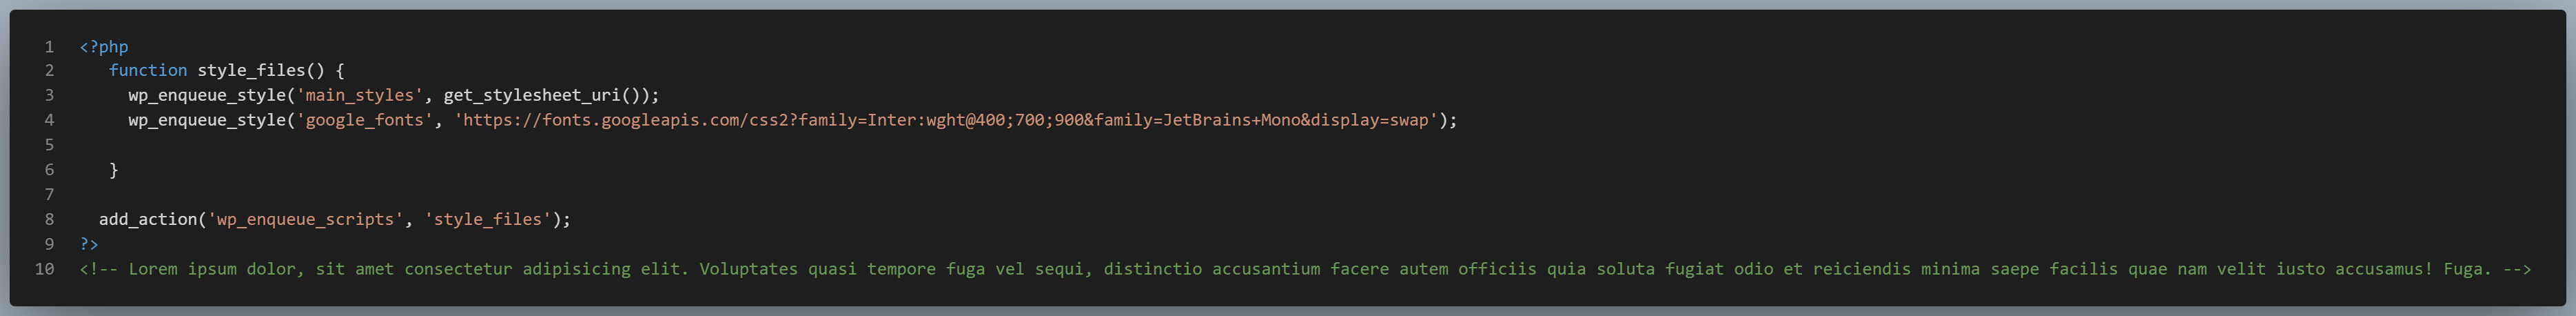 1 <?php
2 function style_files() {
3 wp_enqueue_style('main_styles', get_stylesheet_uri());
4 wp_enqueue_style('google_fonts', 'https://fonts.googleapis.com/css2?family=Inter:wght@400;700;900&family=JetBrains+Mono&display=swap');
5
6 }
7
8 add_action('wp_enqueue_scripts', 'style_files');
9 ?>
10 <!-- Lorem ipsum dolor, sit amet consectetur adipisicing elit. Voluptates quasi tempore fuga vel sequi, distinctio accusantium facere autem officiis quia soluta fugiat odio et reiciendis minima saepe facilis quae nam velit iusto accusamus! Fuga. -->